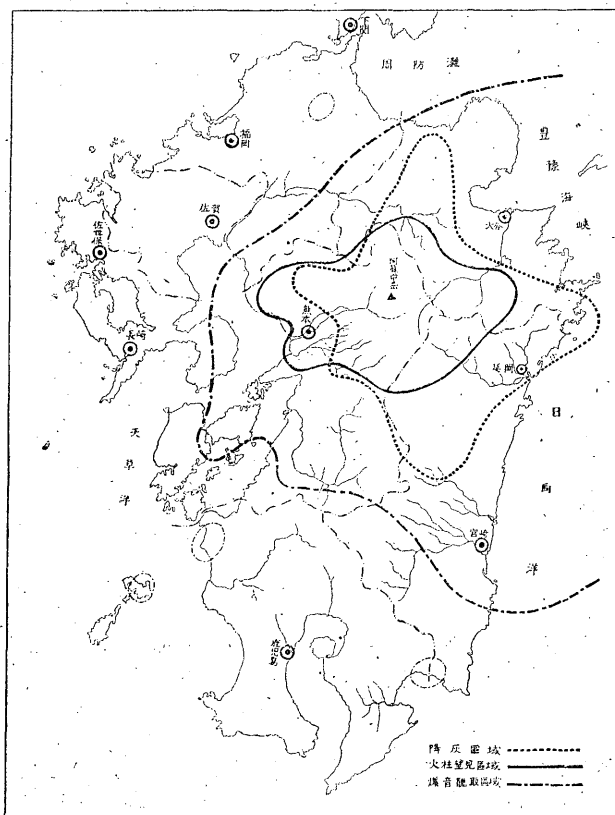 下関
周防灘
福岡
豊後海峡
佐賀
大分
佐世保
阿蘇中岳
熊本
長崎
延岡
天草洋
日向洋
宮崎
鹿児島
降灰區域
火柱望見區域
爆音聽取區域